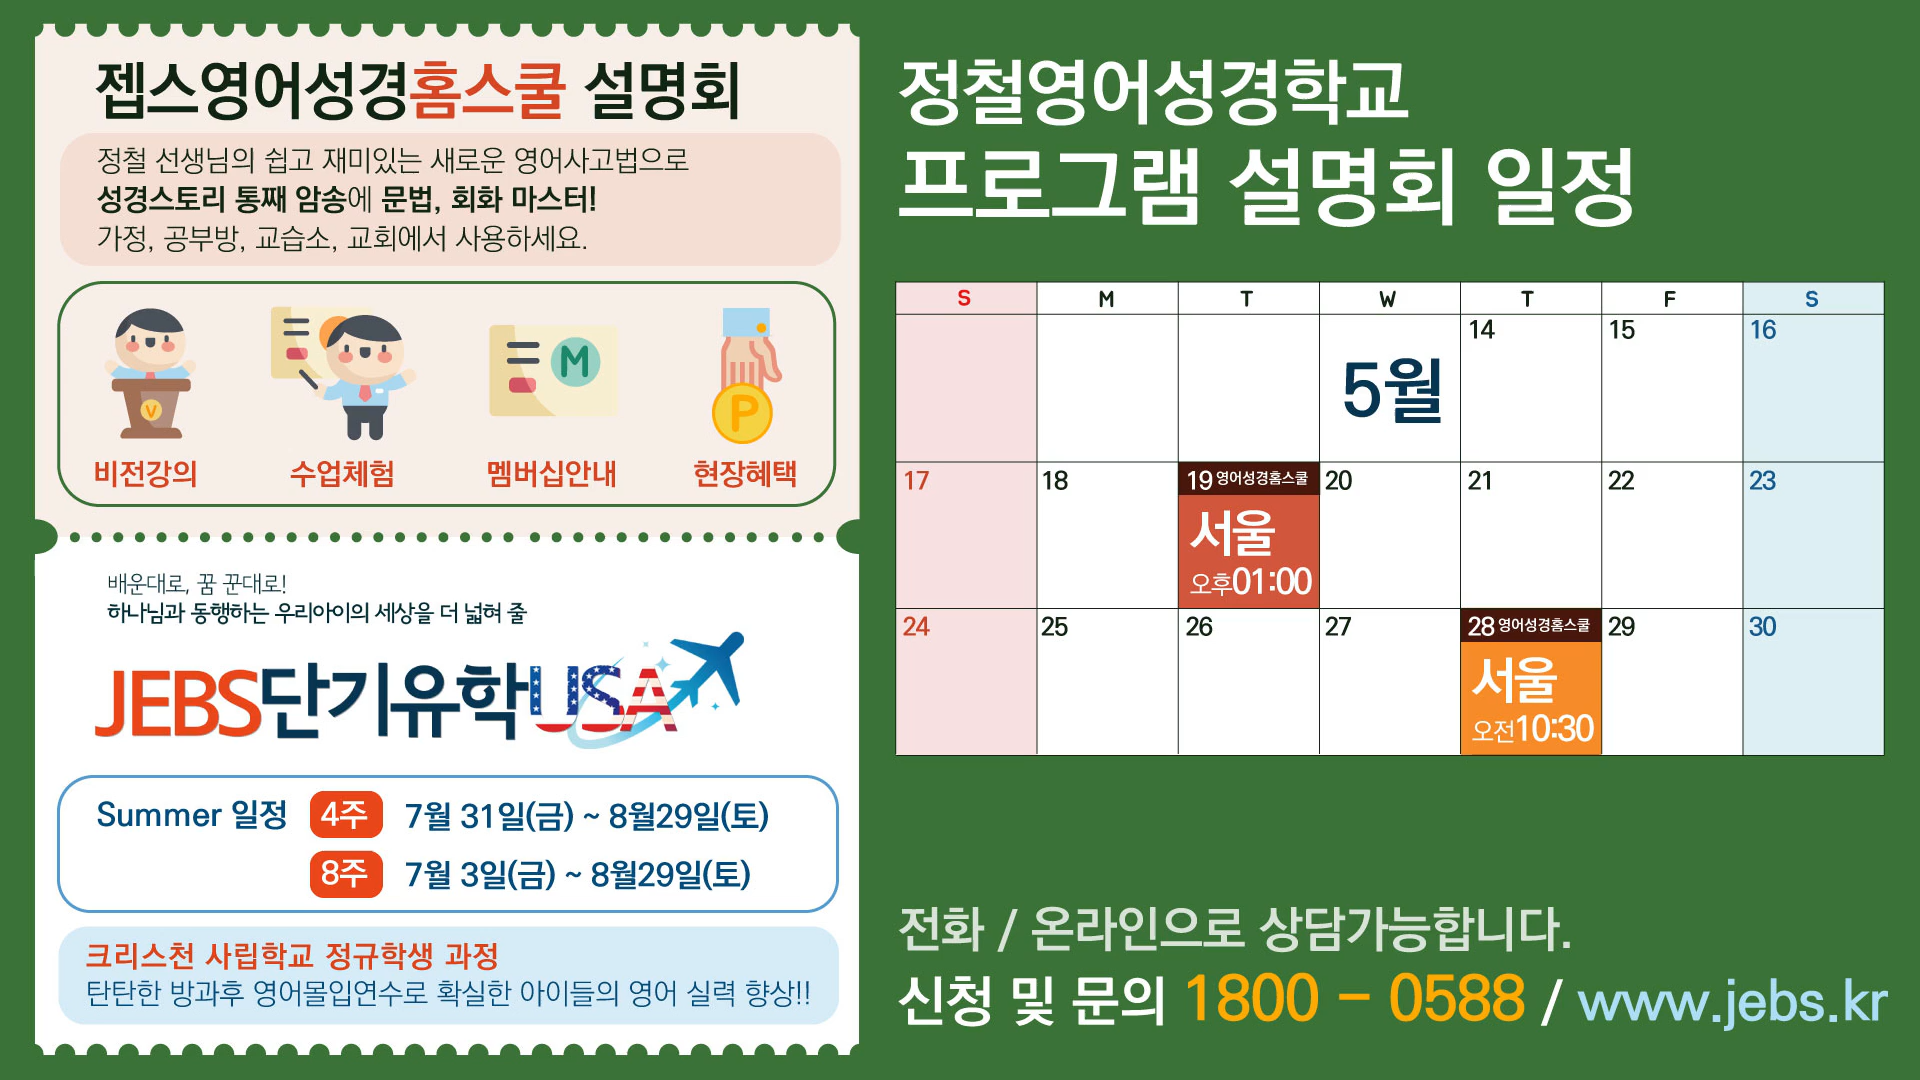 젭스영어성경홈스쿨 설명회
정철 선생님의 쉽고 재미있는 새로운 영어사고법으로
성경스토리 통째 암송에 문법, 회화 마스터!
가정, 공부방, 교습소, 교회에서 사용하세요.
V
M
P
비전강의 수업체험 멤버십안내 현장혜택
배운대로, 꿈 꾼대로!
하나님과 동행하는 우리아이의 세상을 더 넓혀 줄
JEBS단기유학USA
Summer 일정 4주 7월 31일(금) ~ 8월29일(토)
8주 7월 3일(금) ~ 8월29일(토)
크리스천 사립학교 정규학생 과정
탄탄한 방과후 영어몰입연수로 확실한 아이들의 영어 실력 향상!!
정철영어성경학교
프로그램 설명회 일정
S M T W T F S
5월
14 15 16
17 18 19 영어성경홈스쿨 20 21 22 23
서울
오후01:00
24 25 26 27 28 영어성경홈스쿨 29 30
서울
오전10:30
전화 / 온라인으로 상담가능합니다.
신청 및 문의 1800 - 0588 / www.jebs.kr